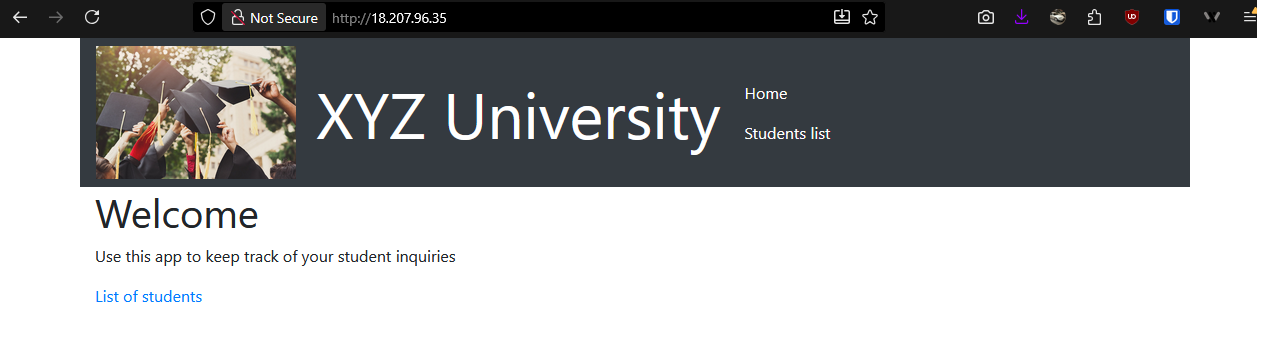 Not Secure http://18.207.96.35
XYZ University
Home
Students list
Welcome
Use this app to keep track of your student inquiries
List of students